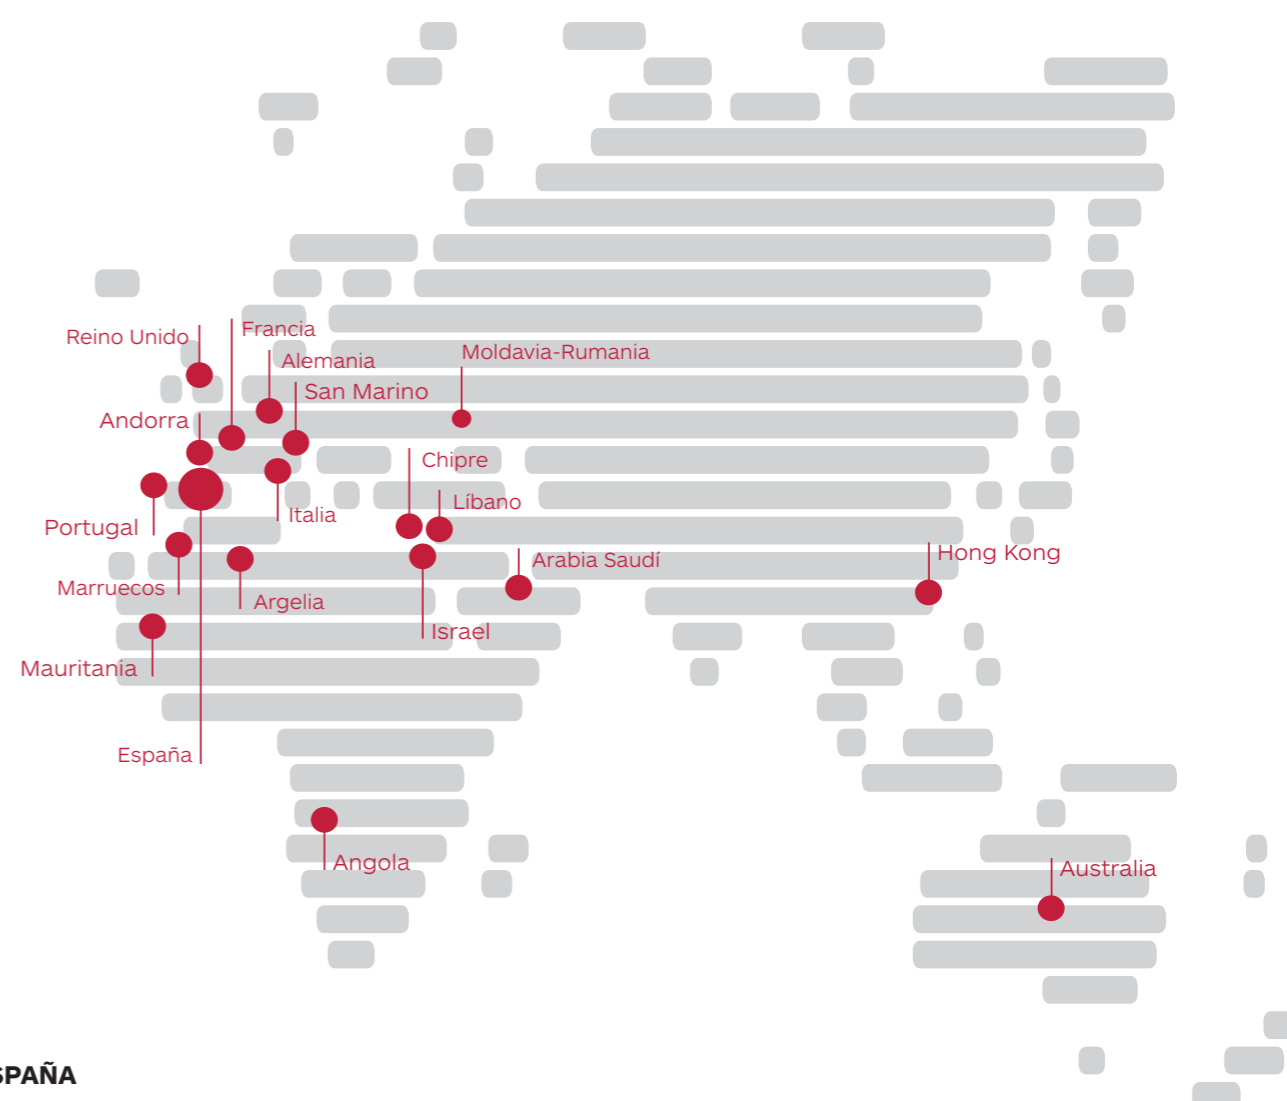 Reino Unido
Francia
Alemania
Moldavia-Rumania
San Marino
Andorra
Chipre
Líbano
Italia
Portugal
Hong Kong
Arabia Saudí
Marruecos
Argelia
Israel
Mauritania
España
Angola
Australia
SPAÑA